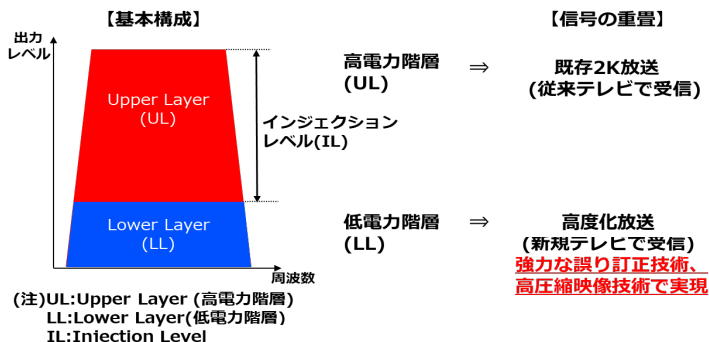 【基本構成】
【信号の重畳】
出力
レベル
Upper Layer
(UL)
インジェクション
レベル(IL)
Lower Layer
(LL)
周波数
高電力階層
(UL)
⇒
既存2K放送
(従来テレビで受信)
低電力階層
(LL)
⇒
高度化放送
(新規テレビで受信)
強力な誤り訂正技術、
高圧縮映像技術で実現
(注)UL:Upper Layer (高電力階層)
LL:Lower Layer(低電力階層)
IL:Injection Level